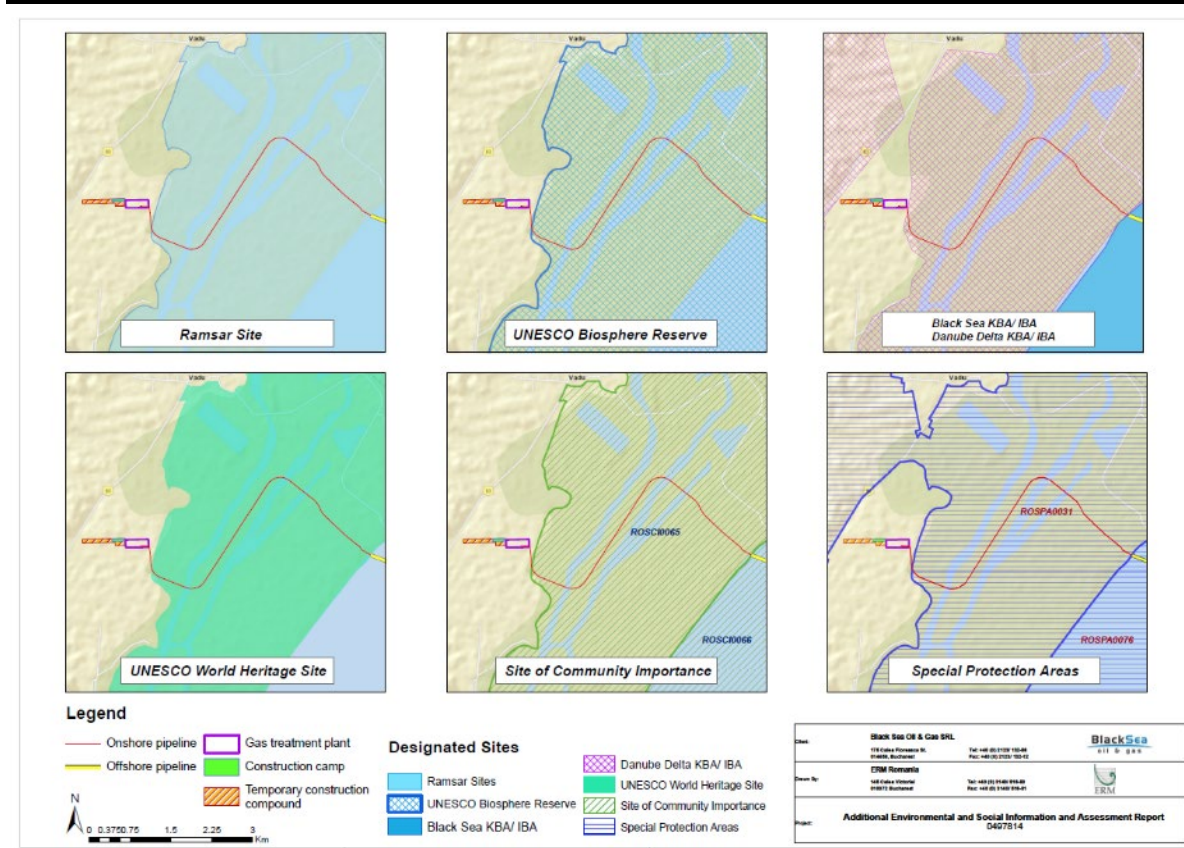 Vadu
Vadu
Vadu
Ramsar Site
UNESCO Biosphere Reserve
Black Sea KBA/ IBA
Danube Delta KBA/ IBA
Vadu
Vadu
ROSCI0065
ROSPA0031
ROSCI0066
ROSPA0076
UNESCO World Heritage Site
Site of Community Importance
Special Protection Areas
Legend
Onshore pipeline
Gas treatment plant
Offshore pipeline
Construction camp
Temporary construction
compound
N
0 0.375 0.75 1.5 2.25 3
Km
Designated Sites
Ramsar Sites
UNESCO Biosphere Reserve
Black Sea KBA/ IBA
Danube Delta KBA/ IBA
UNESCO World Heritage Site
Site of Community Importance
Special Protection Areas
Client:
Black Sea Oil & Gas SRL
BlackSea
oil & gas
Drawn By:
ERM Romania
ERM
Project:
Additional Environmental and Social Information and Assessment Report
0497814